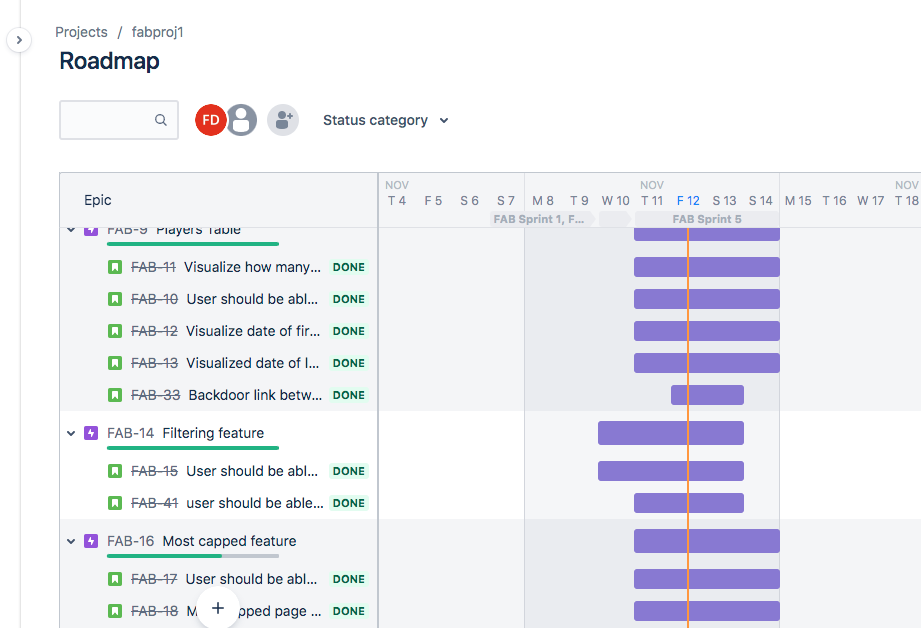 Projects / fabproj1
Roadmap
FD
Status category
Epic
NOV NOV NOV
T 4 F 5 S 6 S 7 M 8 T 9 W 10 T 11 F 12 S 13 S 14 M 15 T 16 W 17 T 18
FAB Sprint 1, F... FAB Sprint 5
FAB-9 Players Table
FAB-11 Visualize how many... DONE
FAB-10 User should be abl... DONE
FAB-12 Visualize date of fir... DONE
FAB-13 Visualized date of l... DONE
FAB-33 Backdoor link betw... DONE
FAB-14 Filtering feature
FAB-15 User should be abl... DONE
FAB-41 user should be able... DONE
FAB-16 Most capped feature
FAB-17 User should be abl... DONE
FAB-18 pped page ... DONE